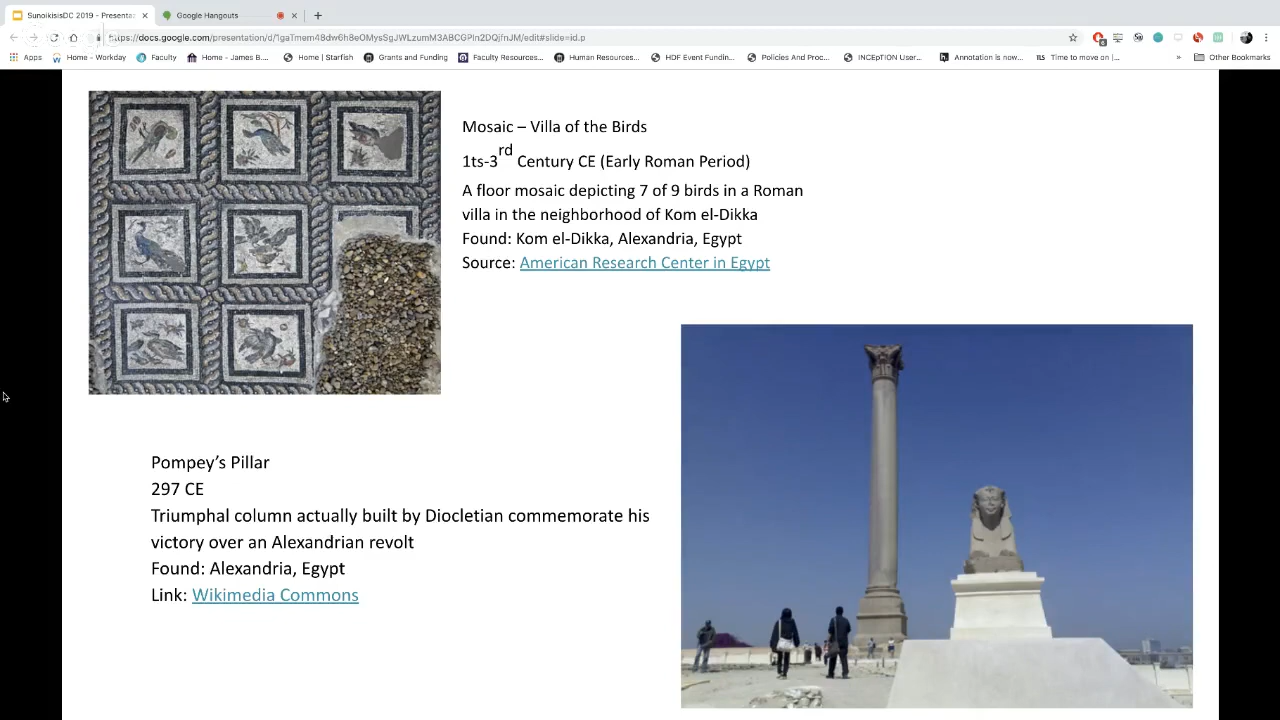 SunoikisisDC 2019 - Presentat
Google Hangouts
https://docs.google.com/presentation/d/1gaTmem48dw6h8eOMysSgJWLzumM3ABCGPln2DQjfnJM/edit#slide=id.p
Apps Home - Workday Faculty Home - James B.... Home | Starfish Grants and Funding Faculty Resources... Human Resources... HDF Event Fundin... Policies And Proc... INCEpTION User... Annotation is now... TLS Time to move on |... » Other Bookmarks
Mosaic – Villa of the Birds
1ts-3rd Century CE (Early Roman Period)
A floor mosaic depicting 7 of 9 birds in a Roman
villa in the neighborhood of Kom el-Dikka
Found: Kom el-Dikka, Alexandria, Egypt
Source: American Research Center in Egypt
Pompey’s Pillar
297 CE
Triumphal column actually built by Diocletian commemorate his
victory over an Alexandrian revolt
Found: Alexandria, Egypt
Link: Wikimedia Commons